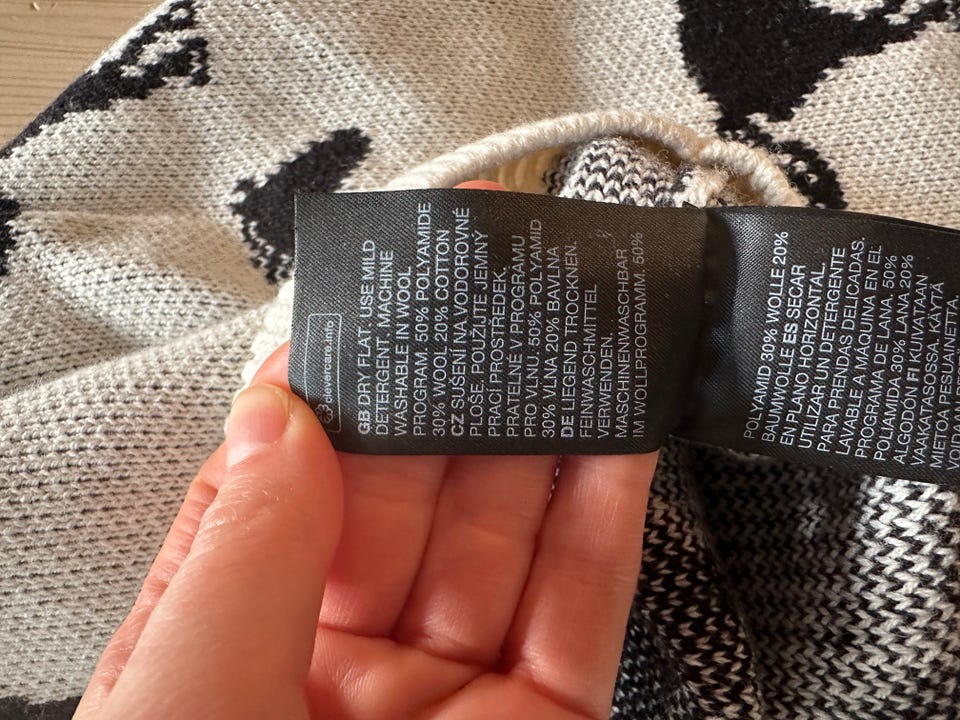 clevercare.info
GB DRY FLAT. USE MILD
DETERGENT. MACHINE
WASHABLE IN WOOL
PROGRAM. 50% POLYAMIDE
30% WOOL 20% COTTON
CZ SUŠENÍ NA VODOROVNÉ
PLOŠE. POUŽIJTE JEMNÝ
PRACÍ PROSTŘEDEK.
PRATELNÉ V PROGRAMU
PRO VLNU. 50% POLYAMID
30% VLNA 20% BAVLNA
DE LIEGEND TROCKNEN.
FEINWASCHMITTEL
VERWENDEN.
MASCHINENWASCHBAR
IM WOLLPROGRAMM. 50%
POLYAMID 30% WOLLE 20%
BAUMWOLLE ES SECAR
EN PLANO HORIZONTAL.
UTILIZAR UN DETERGENTE
PARA PRENDAS DELICADAS.
LAVABLE A MÁQUINA EN EL
PROGRAMA DE LANA. 50%
POLIAMIDA 30% LANA 20%
ALGODÓN FI KUIVATAAN
VAAKATASOSSA. KÄYTÄ
MIETOA PESUAINETTA.
VOIDAAN